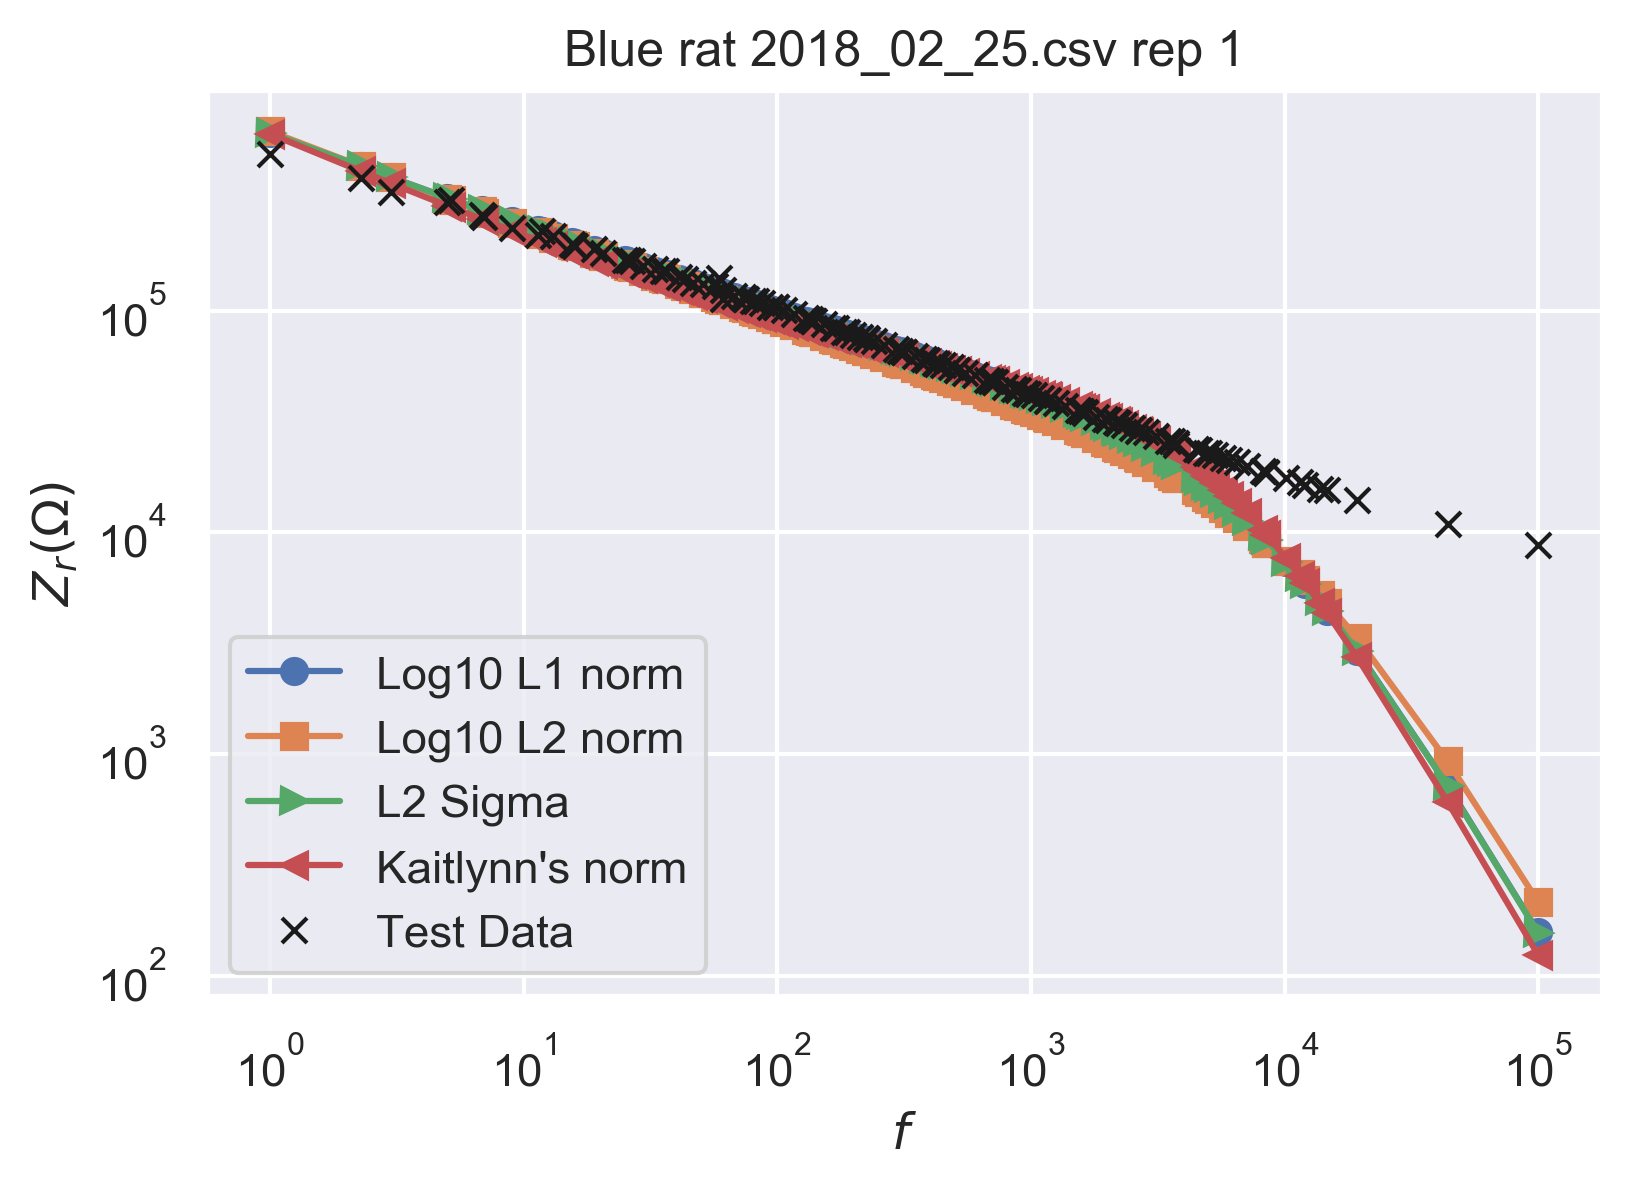 Blue rat 2018_02_25.csv rep 1
Z_r(Ω)
10^5
10^4
10^3
10^2
Log10 L1 norm
Log10 L2 norm
L2 Sigma
Kaitlynn's norm
Test Data
10^0 10^1 10^2 10^3 10^4 10^5
f